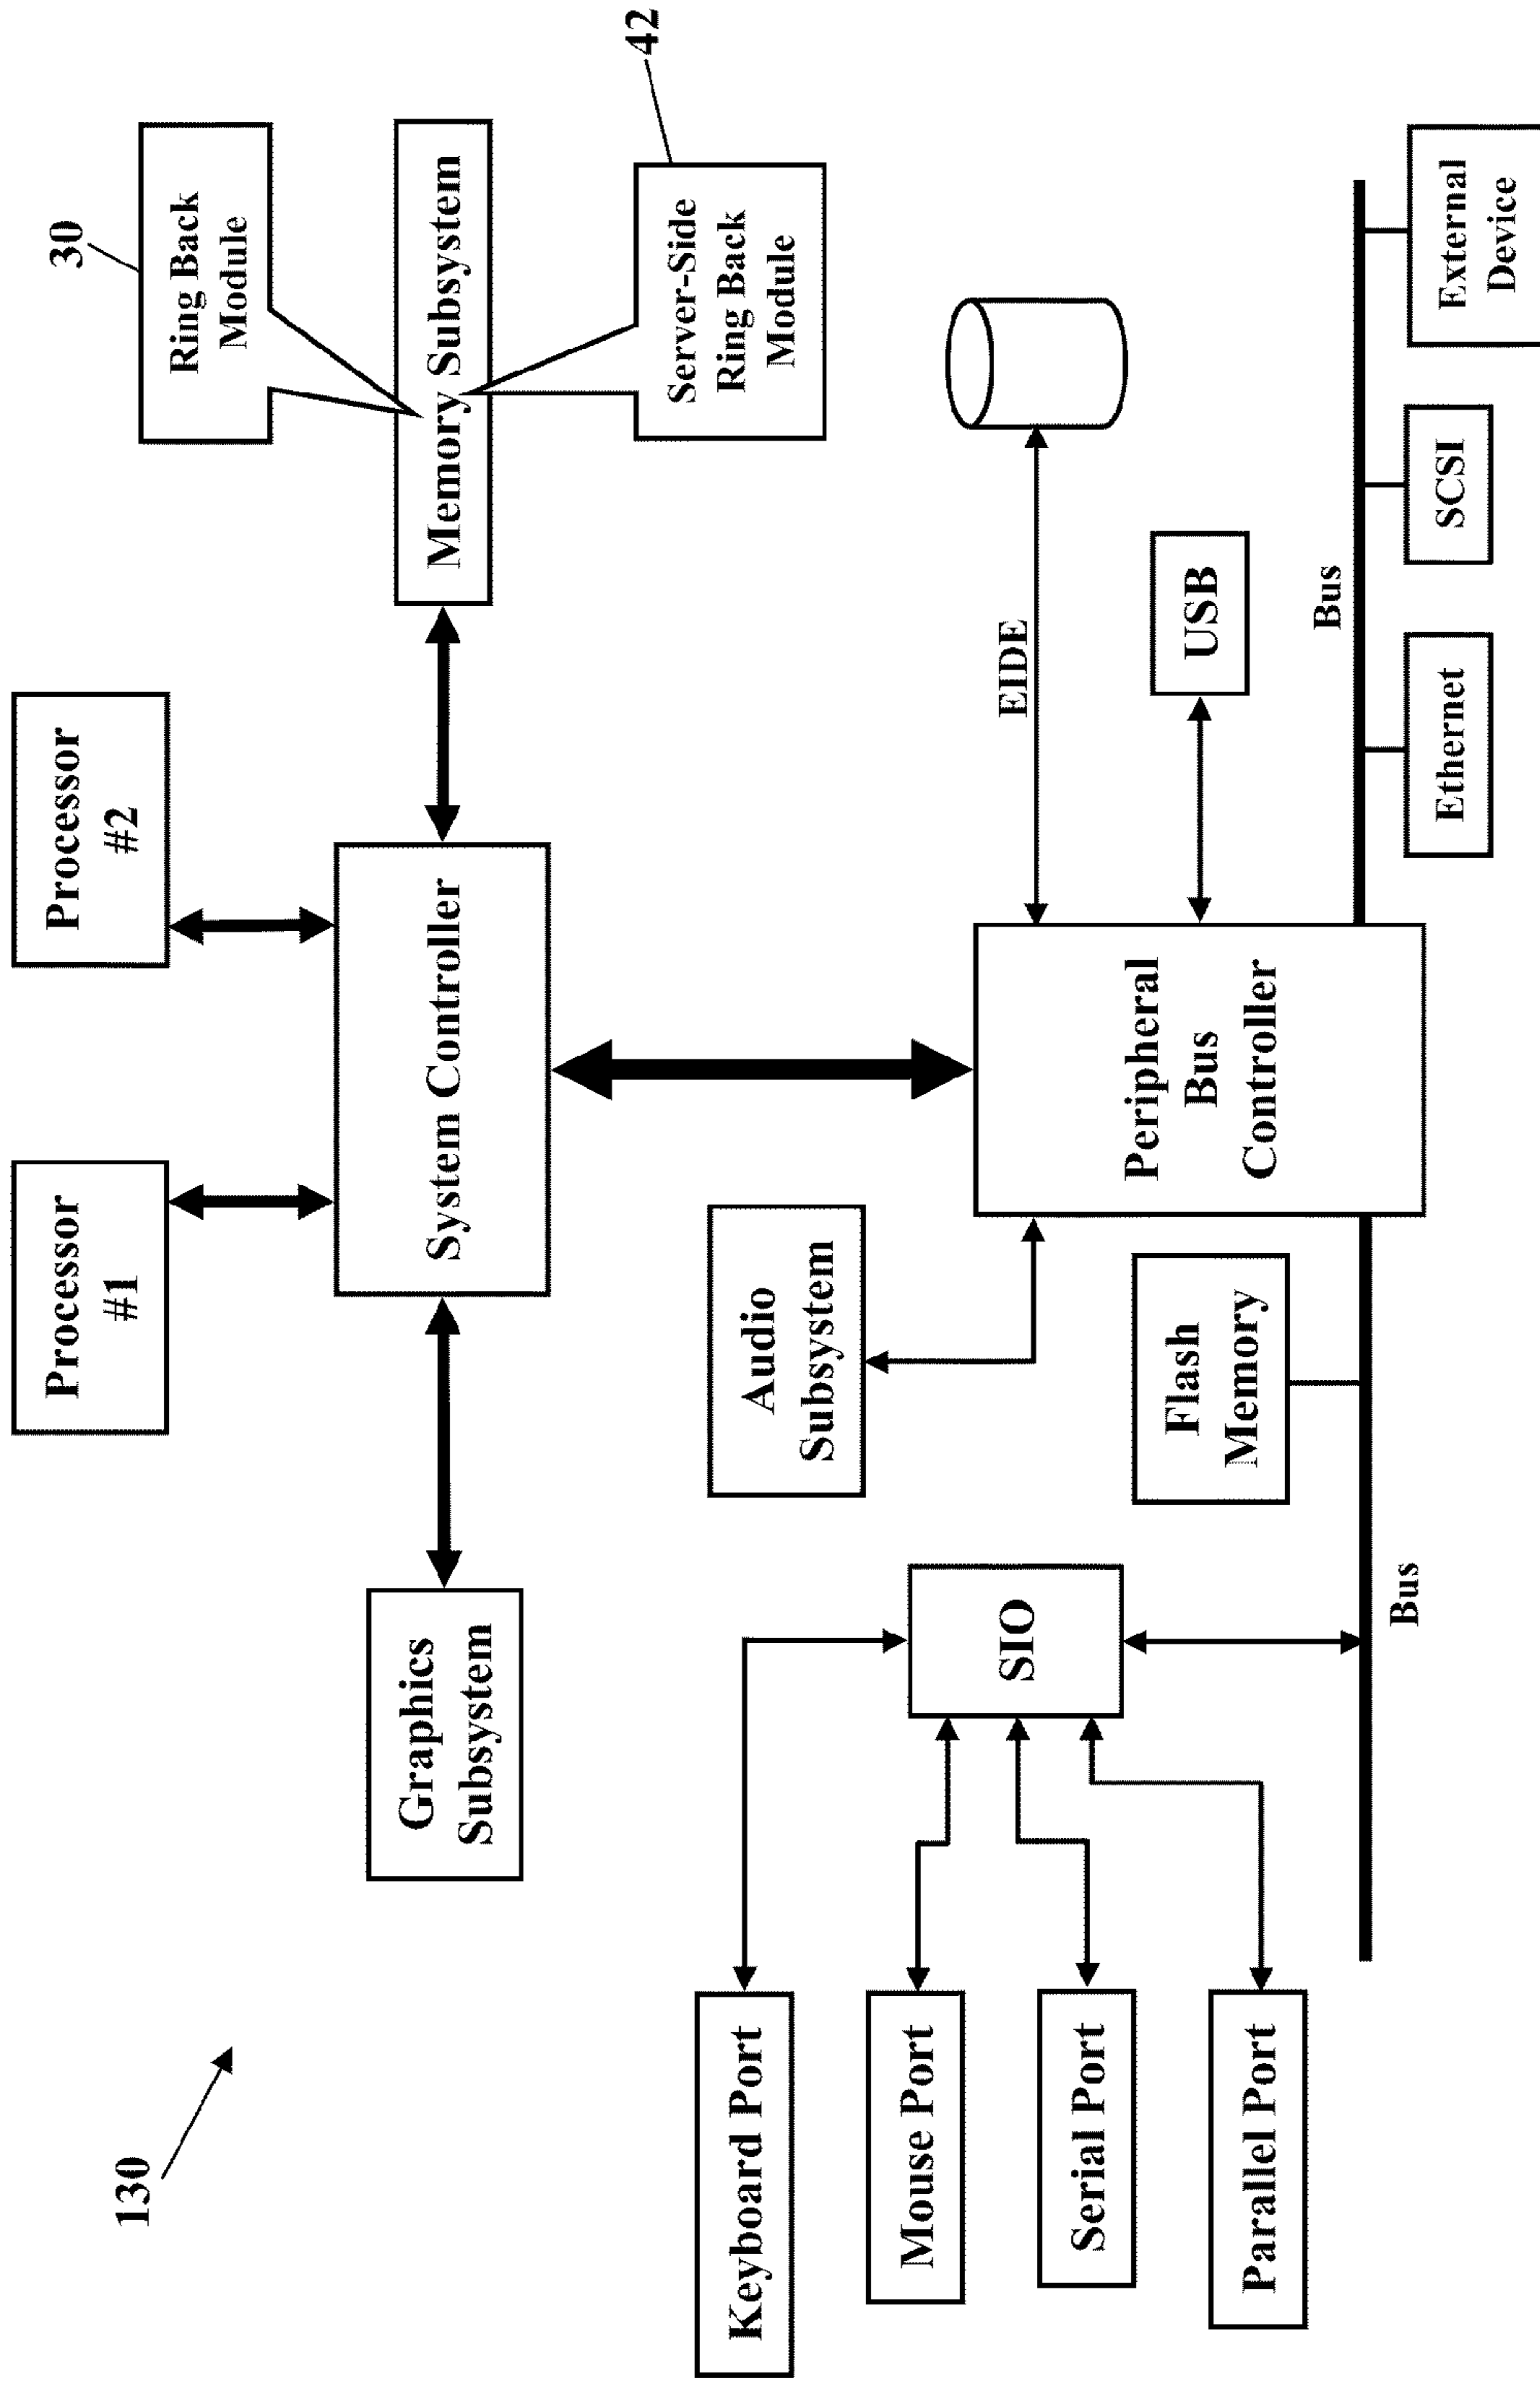 130
Processor
#1
Processor
#2
30
Ring Back
Module
Graphics
Subsystem
System Controller
Memory Subsystem
42
Server-Side
Ring Back
Module
Keyboard Port
Mouse Port
Serial Port
Parallel Port
SIO
Audio
Subsystem
Flash
Memory
Bus
Peripheral
Bus
Controller
EIDE
USB
Bus
Ethernet
SCSI
External
Device